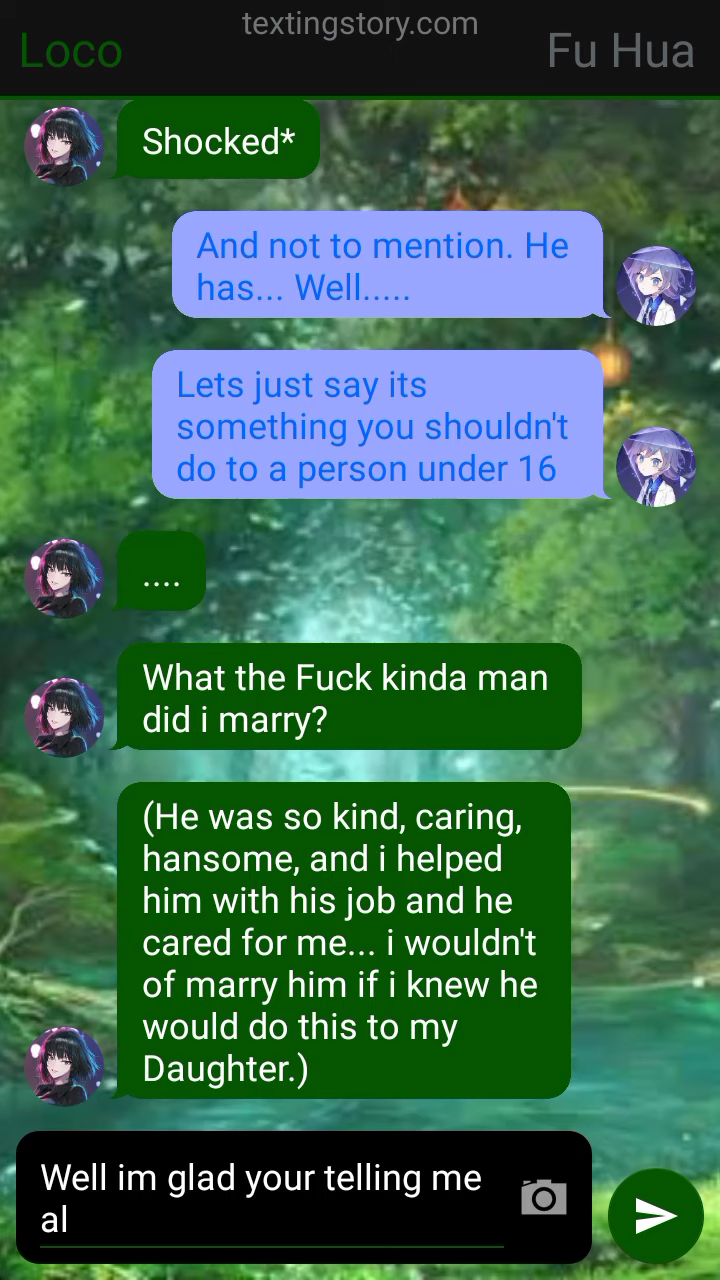 textingstory.com
Loco
Fu Hua
Shocked*
And not to mention. He
has... Well.....
Lets just say its
something you shouldn't
do to a person under 16
....
What the Fuck kinda man
did i marry?
(He was so kind, caring,
hansome, and i helped
him with his job and he
cared for me... i wouldn't
of marry him if i knew he
would do this to my
Daughter.)
Well im glad your telling me
al